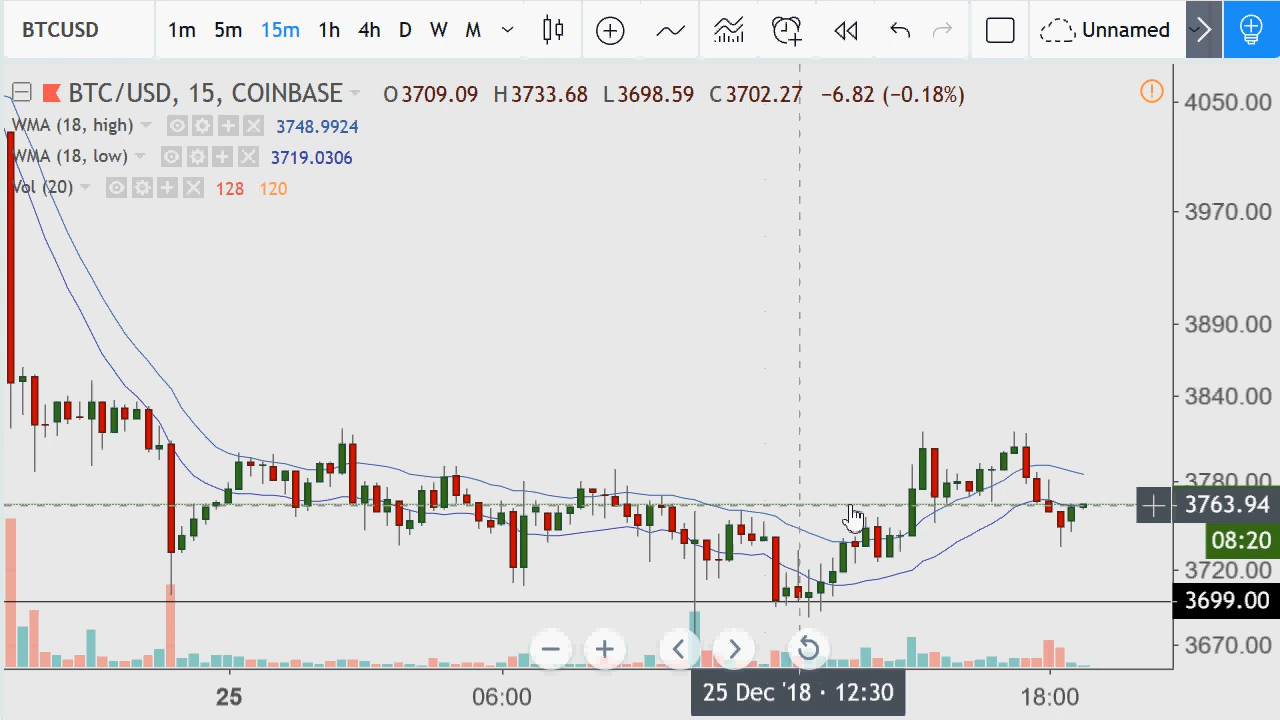 BTCUSD 1m 5m 15m 1h 4h D W M Unnamed
BTC/USD, 15, COINBASE O3709.09 H3733.68 L3698.59 C3702.27 −6.82 (−0.18%)
WMA (18, high) 3748.9924
WMA (18, low) 3719.0306
Vol (20) 128 120
4050.00
3970.00
3890.00
3840.00
3780.00
3763.94
08:20
3720.00
3699.00
3670.00
25 06:00 25 Dec '18 · 12:30 18:00